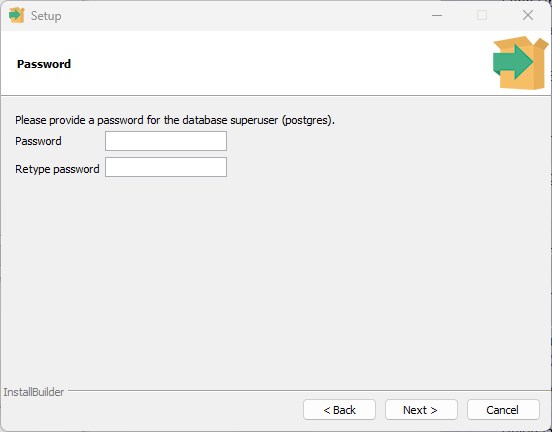 Setup
Password
Please provide a password for the database superuser (postgres).
Password
Retype password
InstallBuilder
< Back
Next >
Cancel